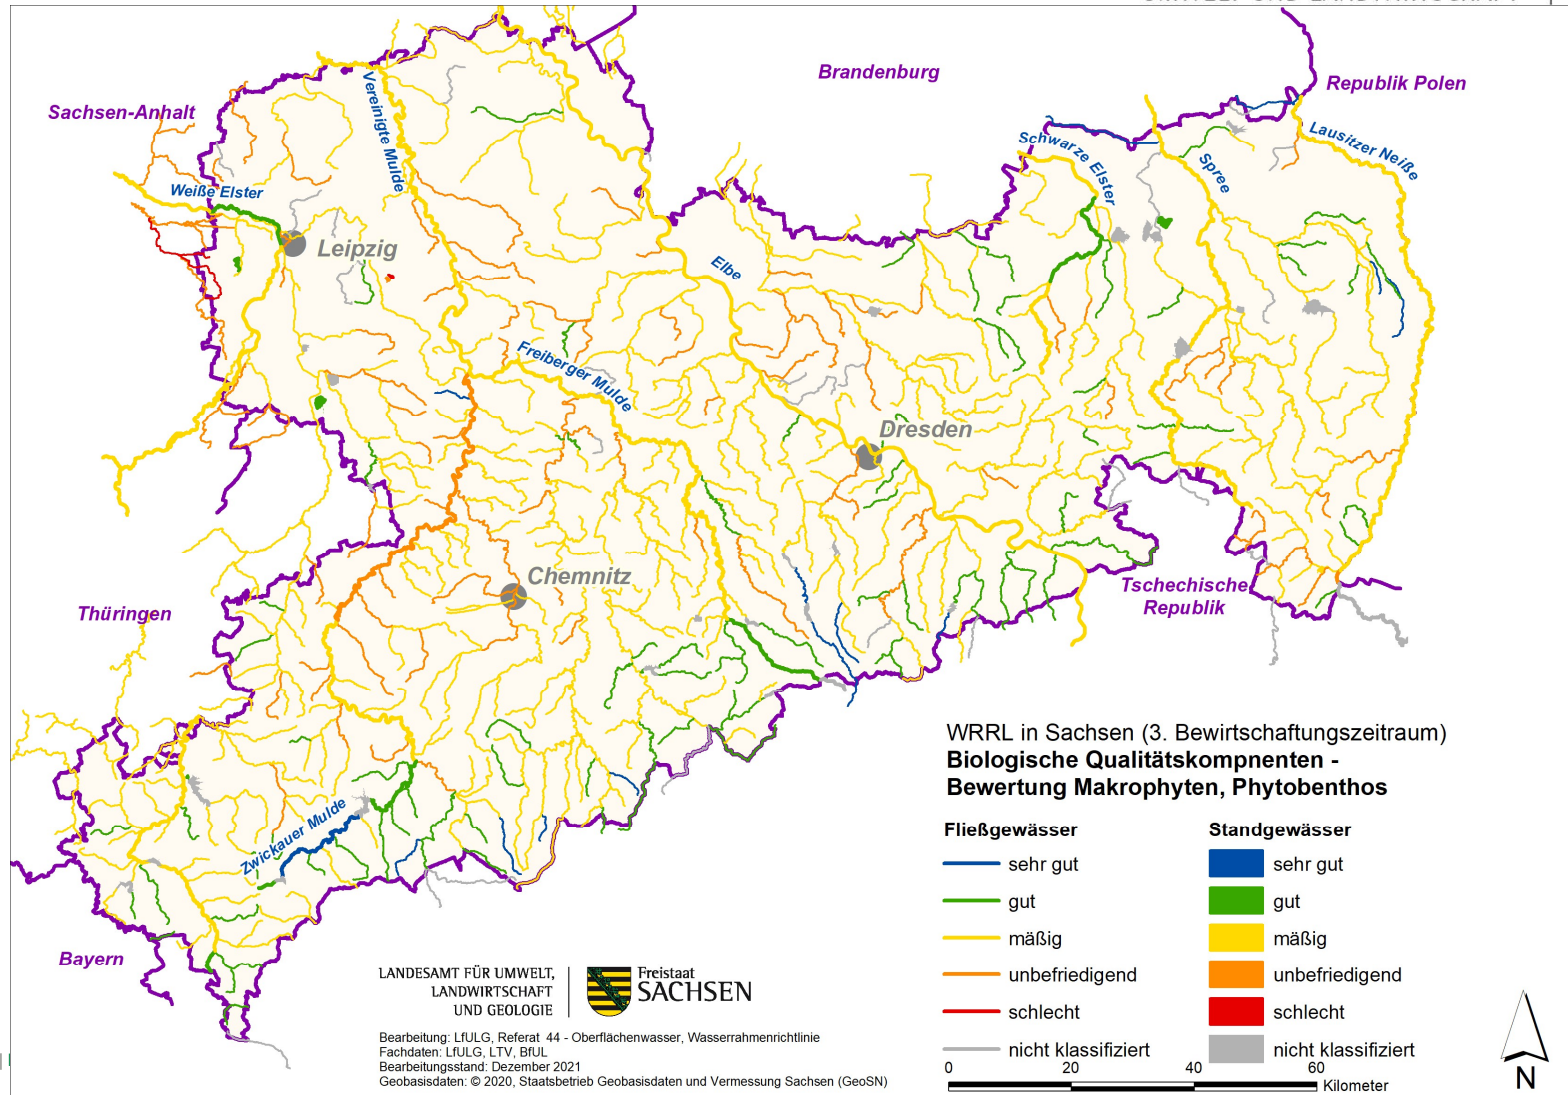 Brandenburg
Republik Polen
Sachsen-Anhalt
Vereinigte Mulde
Schwarze Elster
Lausitzer Neiße
Spree
Weiße Elster
Leipzig
Elbe
Freiberger Mulde
Dresden
Chemnitz
Tschechische
Republik
Thüringen
Zwickauer Mulde
Bayern
WRRL in Sachsen (3. Bewirtschaftungszeitraum)
Biologische Qualitätskompnenten -
Bewertung Makrophyten, Phytobenthos
Fließgewässer
sehr gut
gut
mäßig
unbefriedigend
schlecht
nicht klassifiziert
Standgewässer
sehr gut
gut
mäßig
unbefriedigend
schlecht
nicht klassifiziert
0 20 40 60
Kilometer
N
LANDESAMT FÜR UMWELT,
LANDWIRTSCHAFT
UND GEOLOGIE
Freistaat
SACHSEN
Bearbeitung: LfULG, Referat 44 - Oberflächenwasser, Wasserrahmenrichtlinie
Fachdaten: LfULG, LTV, BfUL
Bearbeitungsstand: Dezember 2021
Geobasisdaten: © 2020, Staatsbetrieb Geobasisdaten und Vermessung Sachsen (GeoSN)